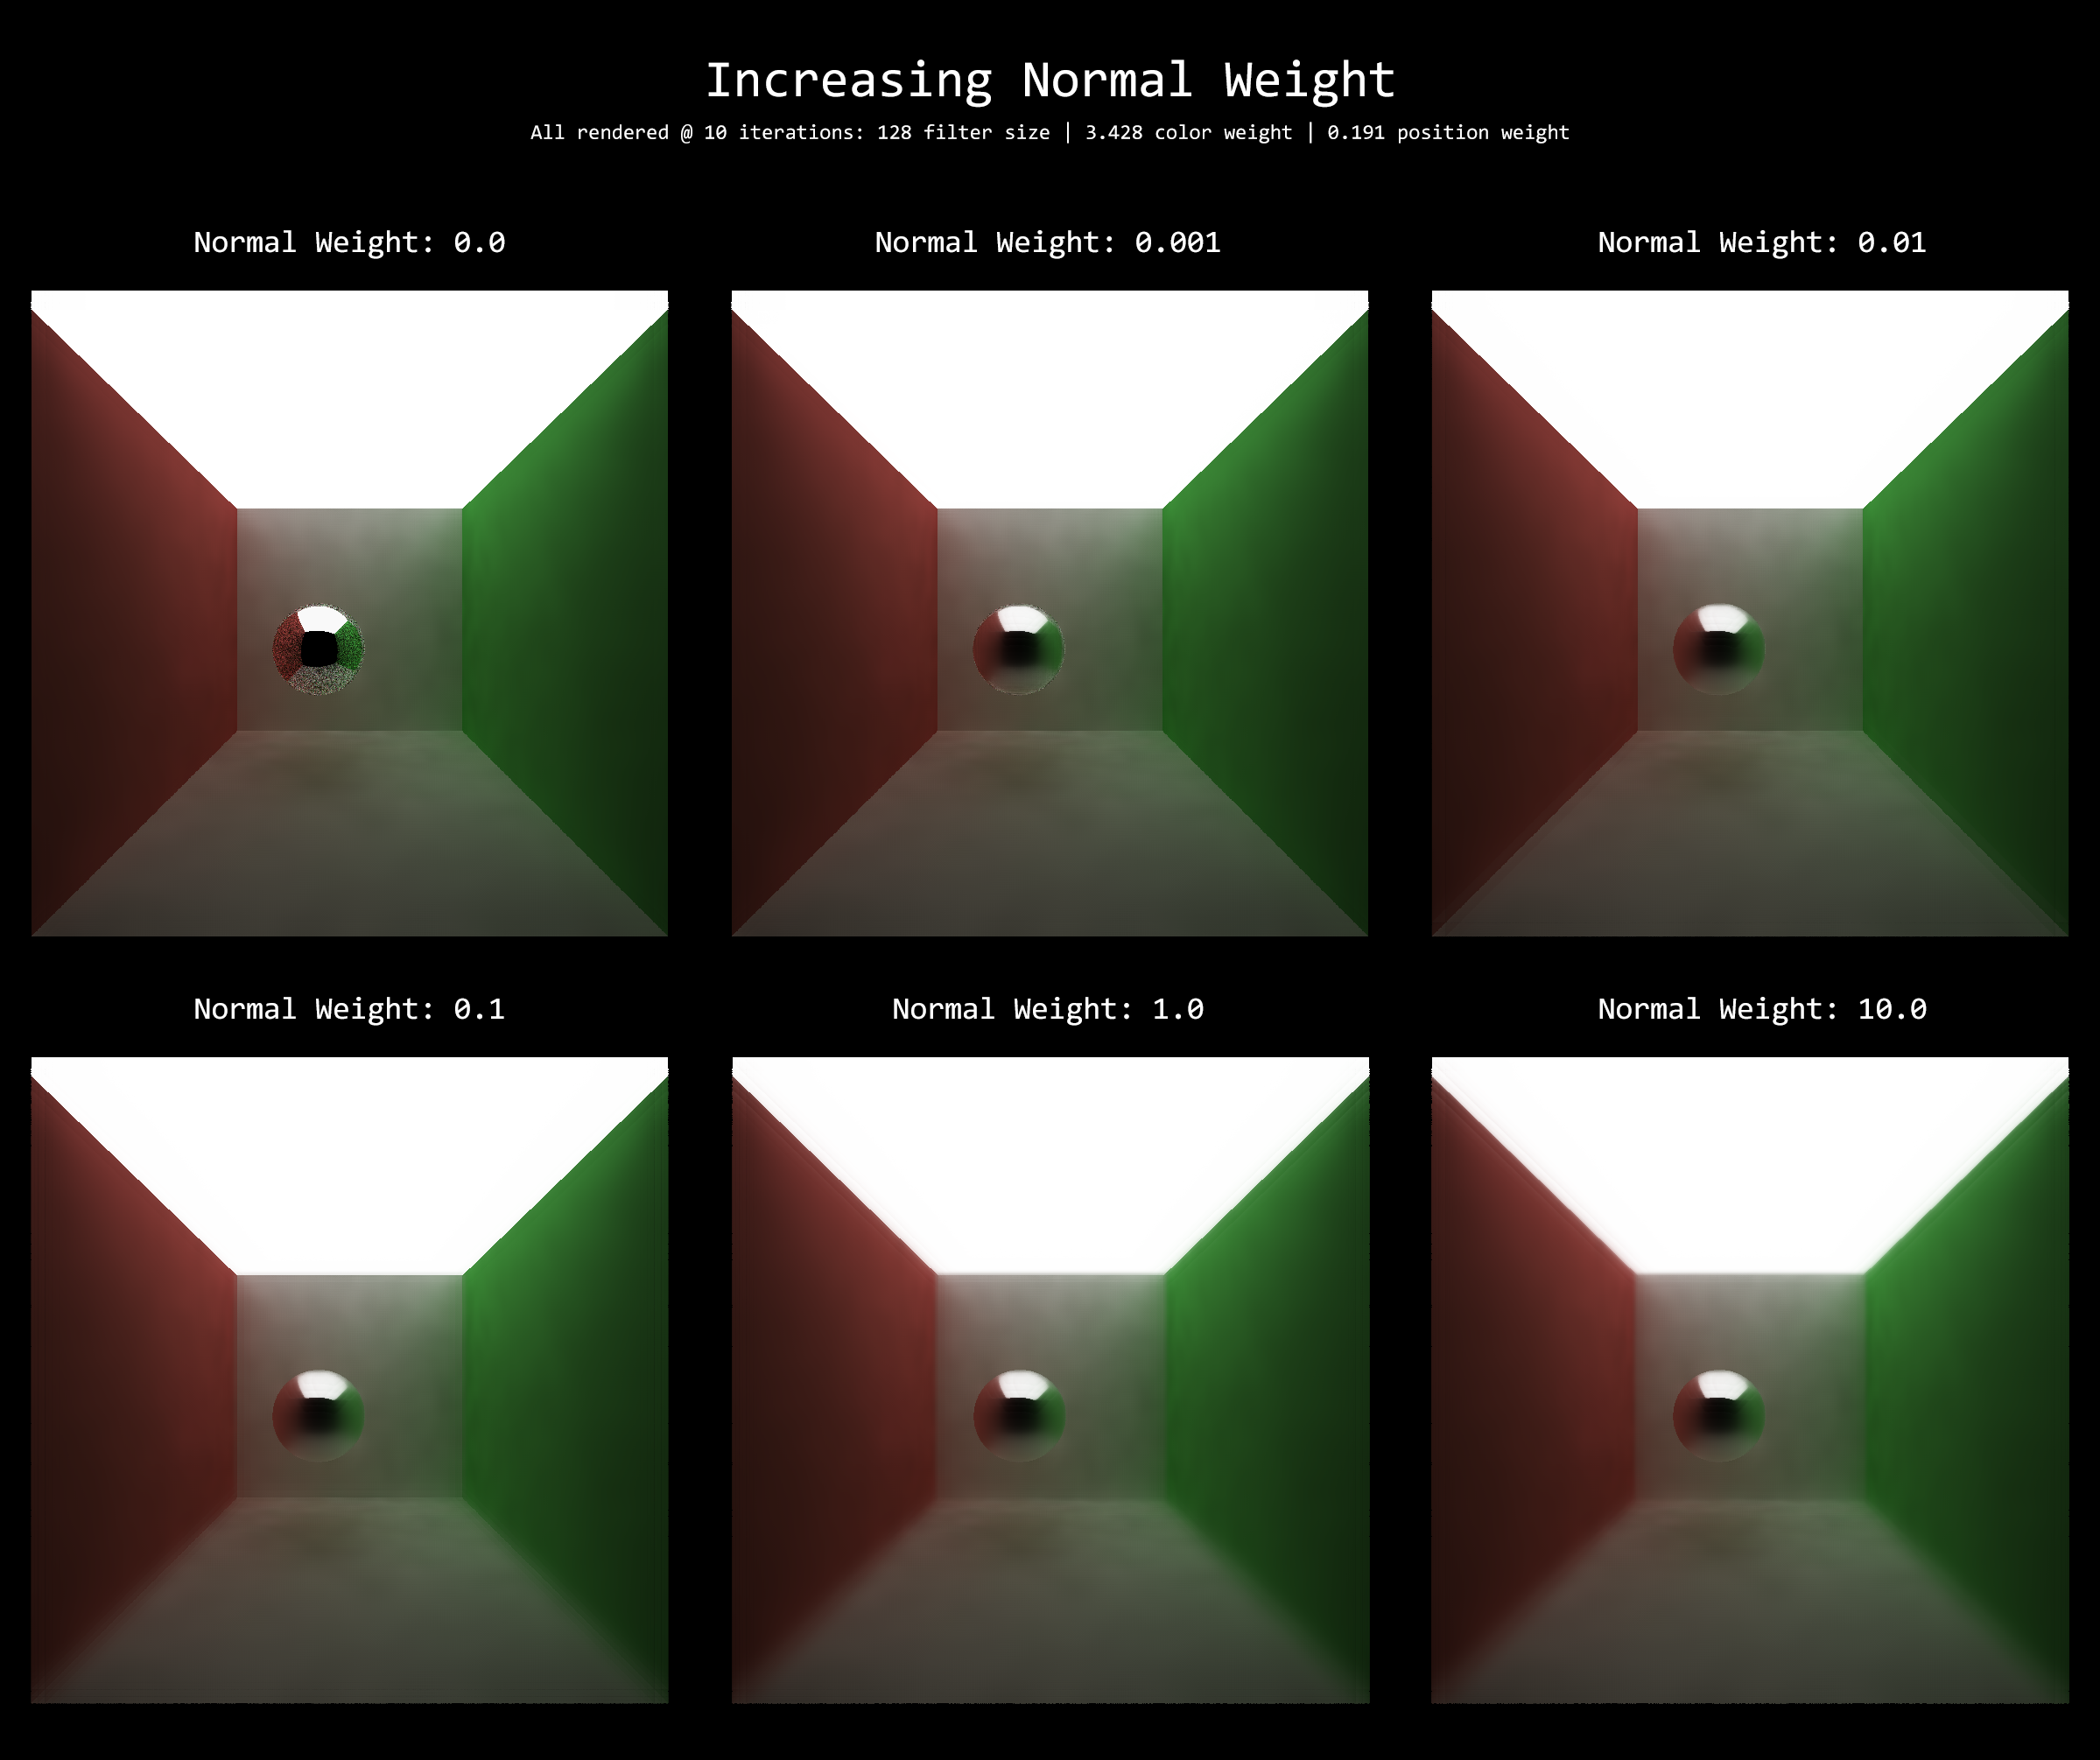 Increasing Normal Weight
All rendered @ 10 iterations: 128 filter size | 3.428 color weight | 0.191 position weight
Normal Weight: 0.0
Normal Weight: 0.001
Normal Weight: 0.01
Normal Weight: 0.1
Normal Weight: 1.0
Normal Weight: 10.0